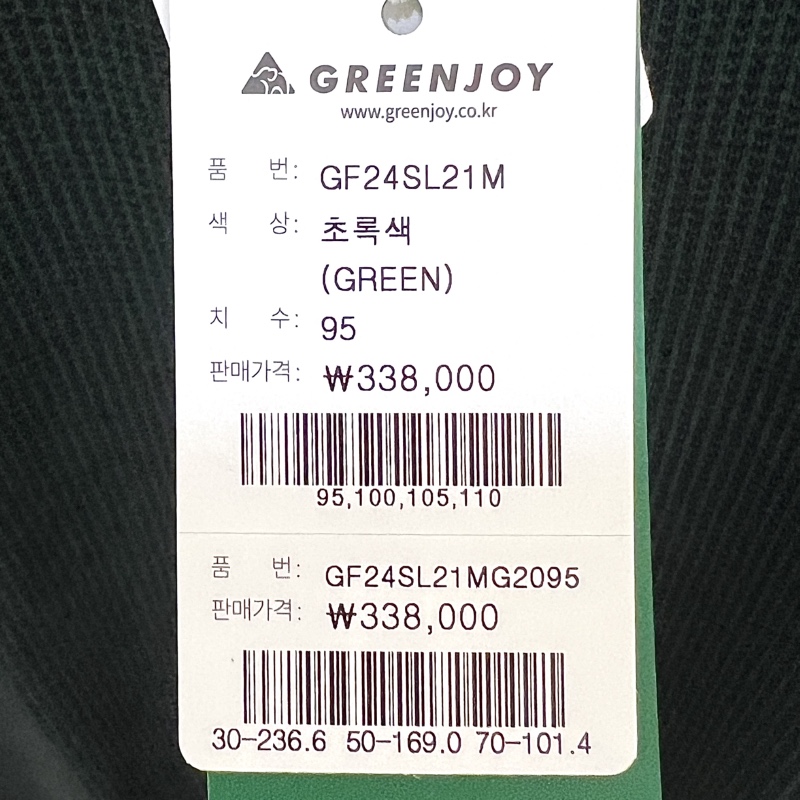 GREENJOY
www.greenjoy.co.kr
품 번: GF24SL21M
색 상: 초록색
(GREEN)
치 수: 95
판매가격: ₩338,000
95,100,105,110
품 번: GF24SL21MG2095
판매가격: ₩338,000
30-236.6 50-169.0 70-101.4